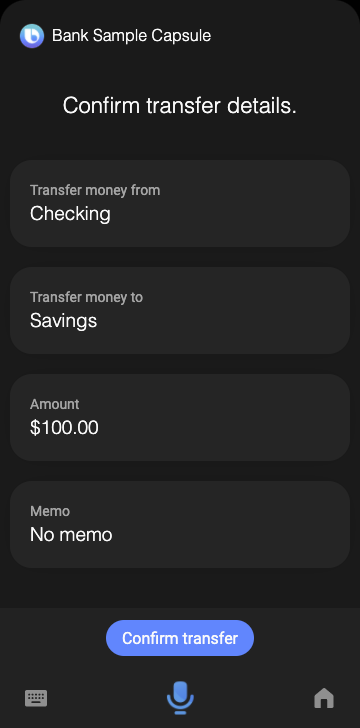 Bank Sample Capsule
Confirm transfer details.
Transfer money from
Checking
Transfer money to
Savings
Amount
$100.00
Memo
No memo
Confirm transfer